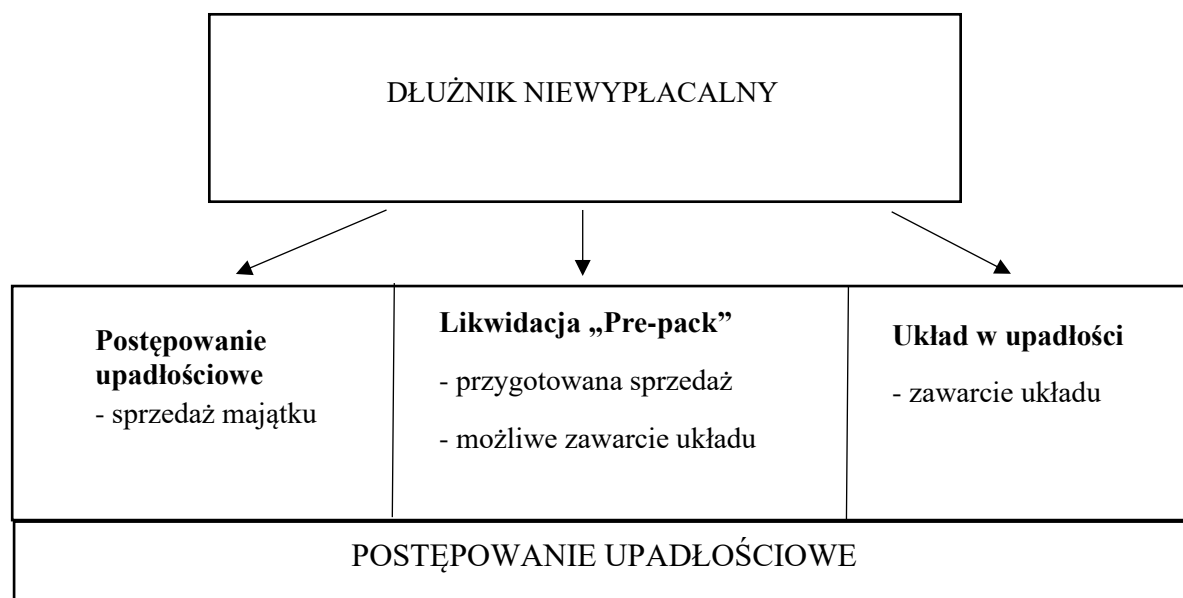 DŁUŻNIK NIEWYPŁACALNY
Postępowanie
upadłościowe
- sprzedaż majątku
Likwidacja „Pre-pack”
- przygotowana sprzedaż
- możliwe zawarcie układu
Układ w upadłości
- zawarcie układu
POSTĘPOWANIE UPADŁOŚCIOWE